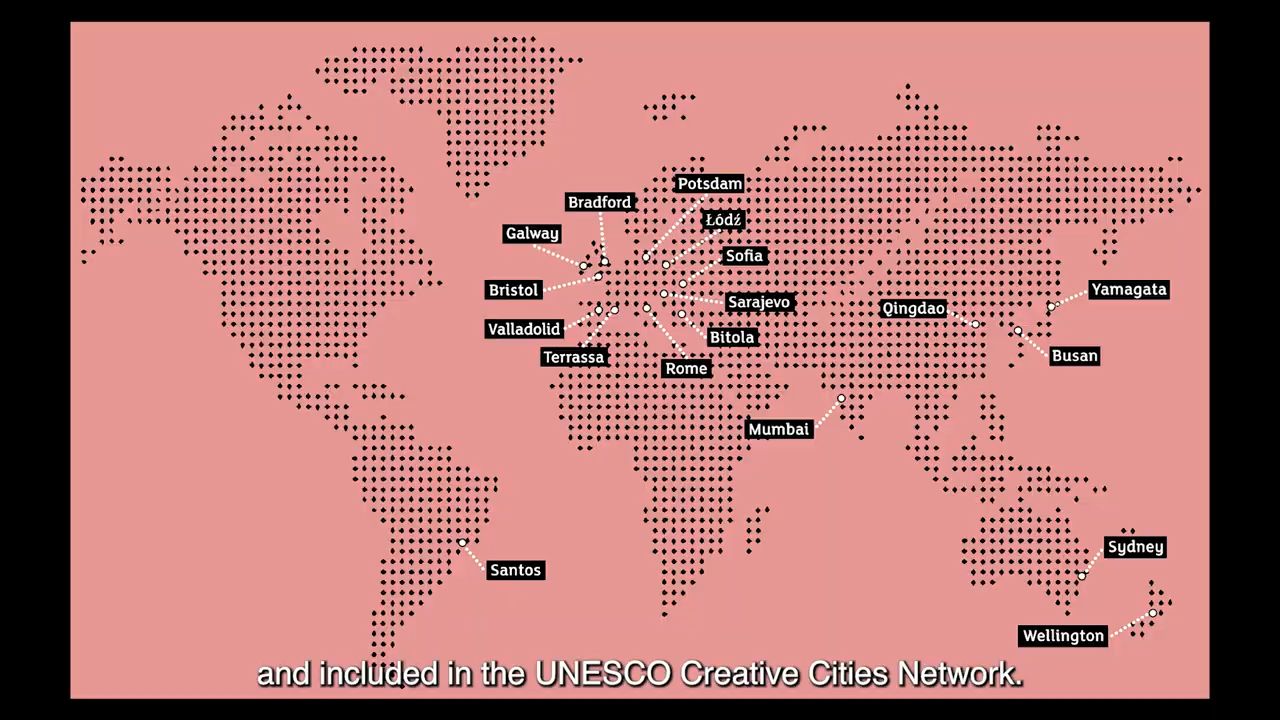 Potsdam
Bradford
Łódź
Galway
Sofia
Bristol
Yamagata
Sarajevo
Qingdao
Valladolid
Bitola
Terrassa
Busan
Rome
Mumbai
Sydney
Santos
Wellington
and included in the UNESCO Creative Cities Network.